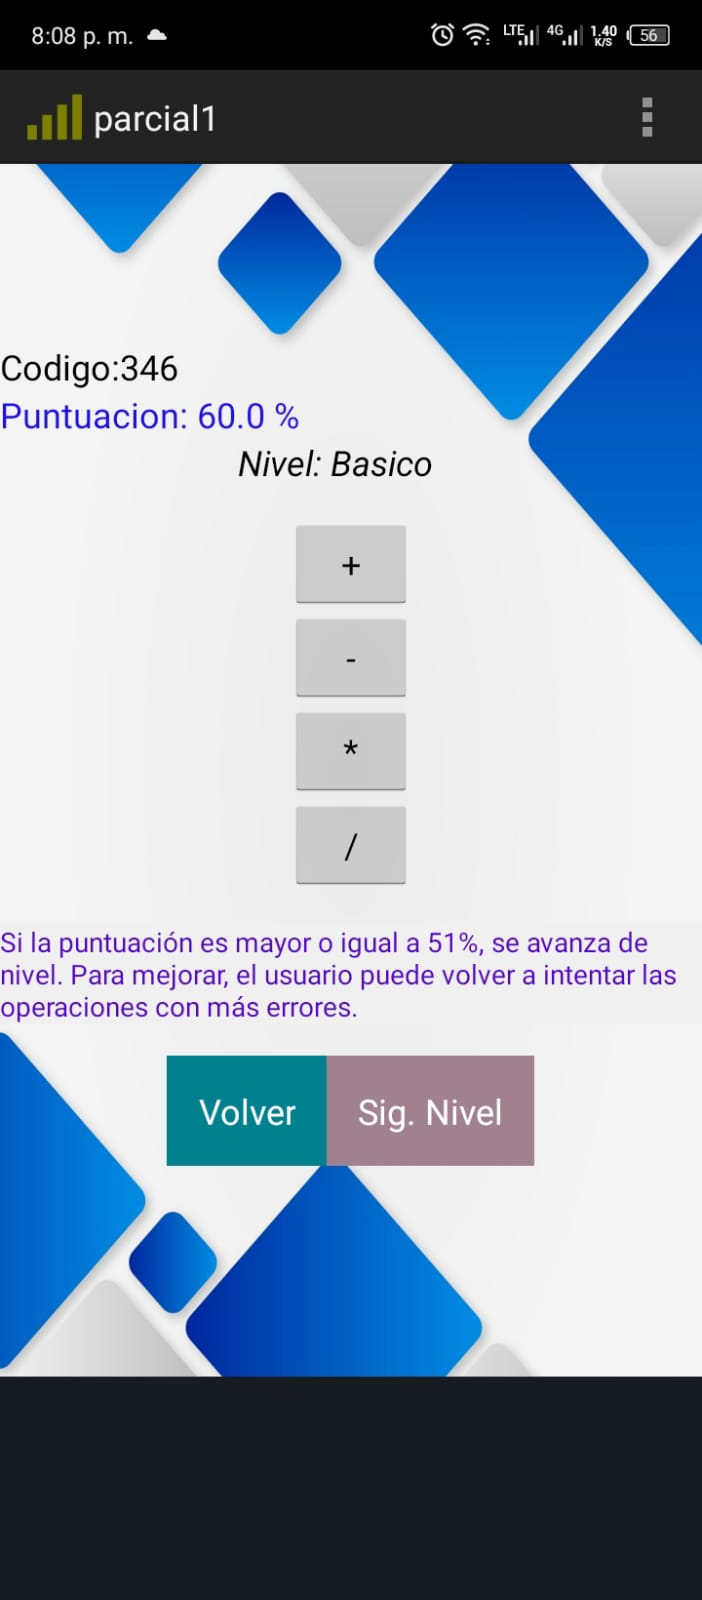 8:08 p. m.
LTE 4G 1.40 K/S 56
parcial1
Codigo:346
Puntuacion: 60.0 %
Nivel: Basico
+
-
*
/
Si la puntuación es mayor o igual a 51%, se avanza de
nivel. Para mejorar, el usuario puede volver a intentar las
operaciones con más errores.
Volver Sig. Nivel